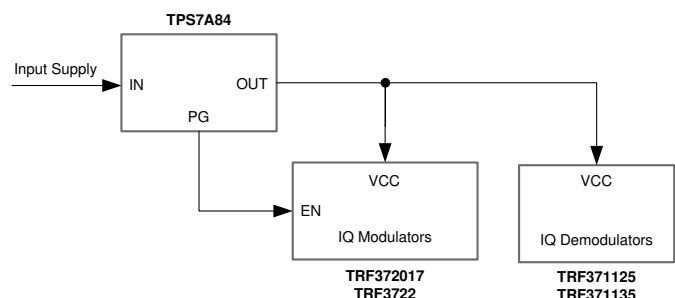 TPS7A84
Input Supply
IN
OUT
PG
VCC
EN
IQ Modulators
TRF372017
TRF3722
VCC
IQ Demodulators
TRF371125
TRF371135